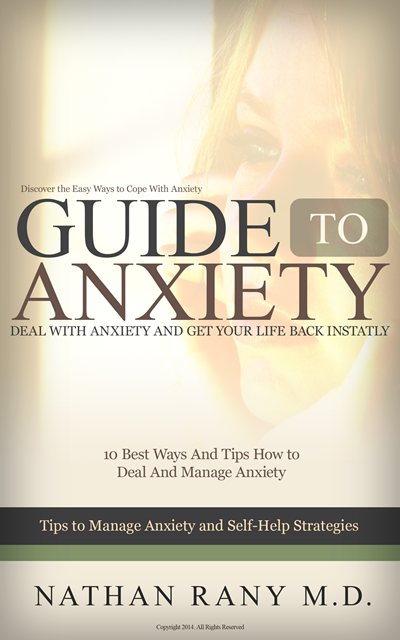 Discover the Easy Ways to Cope With Anxiety
GUIDE TO
ANXIETY
DEAL WITH ANXIETY AND GET YOUR LIFE BACK INSTATLY
10 Best Ways And Tips How to
Deal And Manage Anxiety
Tips to Manage Anxiety and Self-Help Strategies
NATHAN RANY M.D.
Copyright 2014. All Rights Reserved